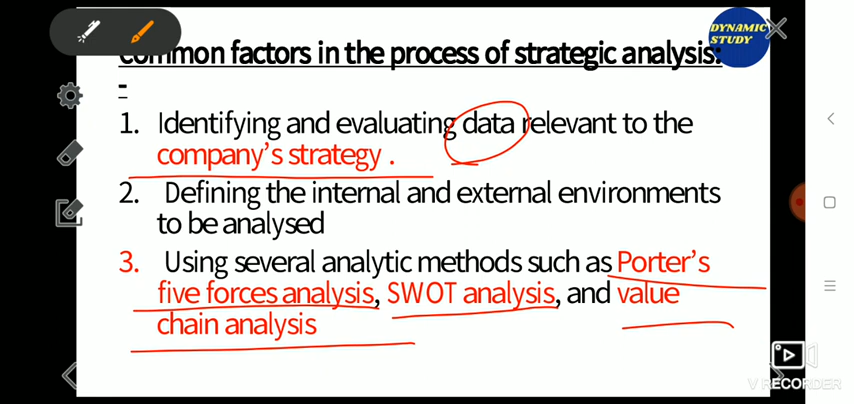 DYNAMIC
STUDY
Common factors in the process of strategic analysis:
-
1. Identifying and evaluating data relevant to the
company's strategy .
2. Defining the internal and external environments
to be analysed
3. Using several analytic methods such as Porter's
five forces analysis, SWOT analysis, and value
chain analysis
V RECORDER